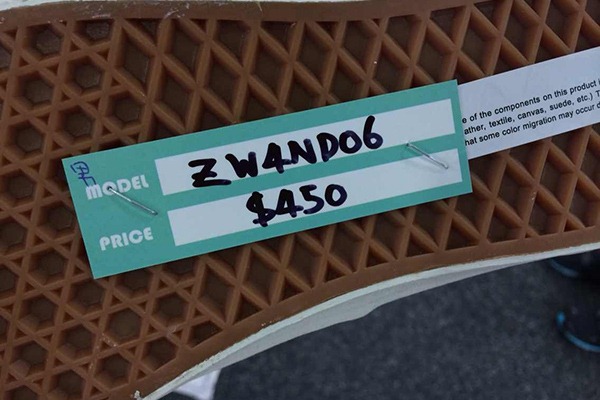 MODEL ZW4ND06
PRICE $450
e of the components on this product
ather, textile, canvas, suede, etc.)
hat some color migration may occur